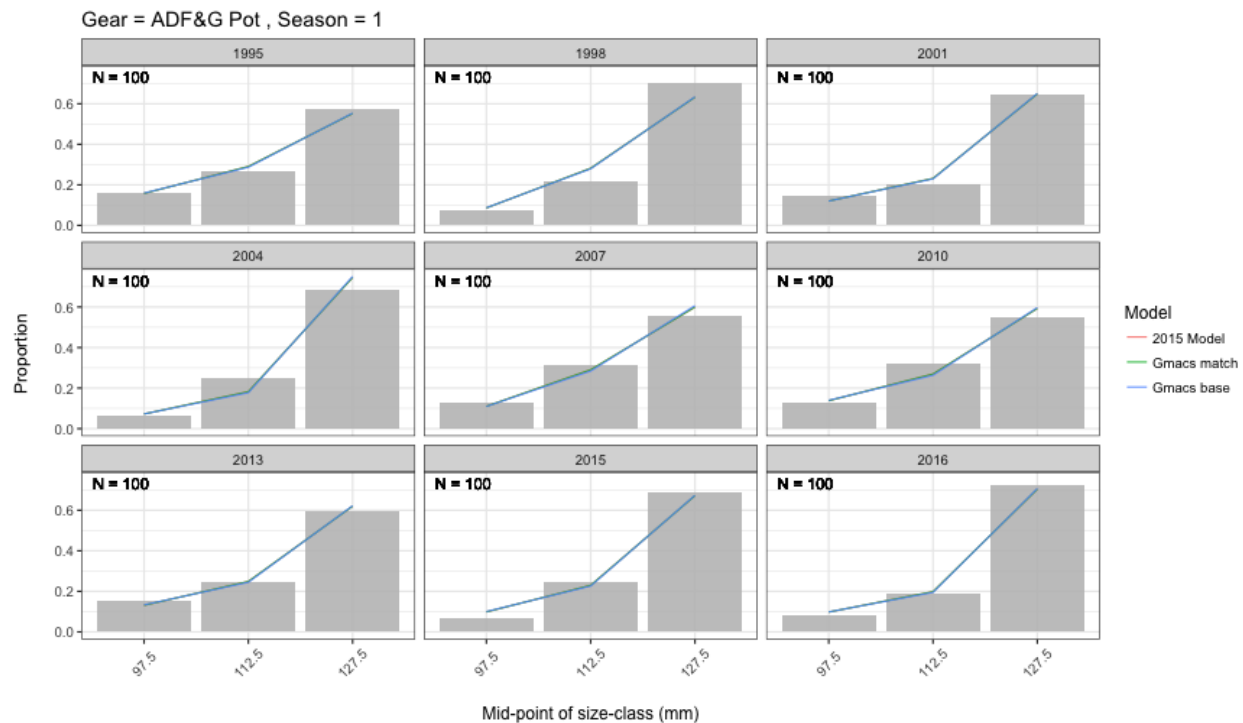 Gear = ADF&G Pot , Season = 1
1995
1998
2001
N = 100
N = 100
N = 100
0.6
0.4
0.2
0.0
2004
2007
2010
N = 100
N = 100
N = 100
0.6
0.4
0.2
0.0
2013
2015
2016
N = 100
N = 100
N = 100
0.6
0.4
0.2
0.0
97.5
112.5
127.5
97.5
112.5
127.5
97.5
112.5
127.5
Proportion
Mid-point of size-class (mm)
Model
2015 Model
Gmacs match
Gmacs base